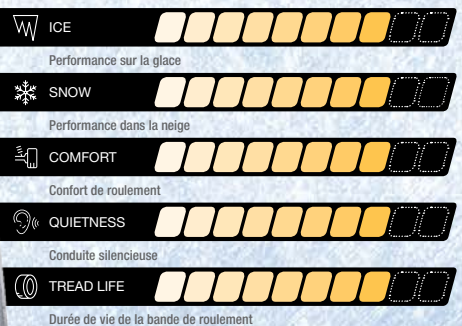 ICE
Performance sur la glace
SNOW
Performance dans la neige
COMFORT
Confort de roulement
QUIETNESS
Conduite silencieuse
TREAD LIFE
Durée de vie de la bande de roulement